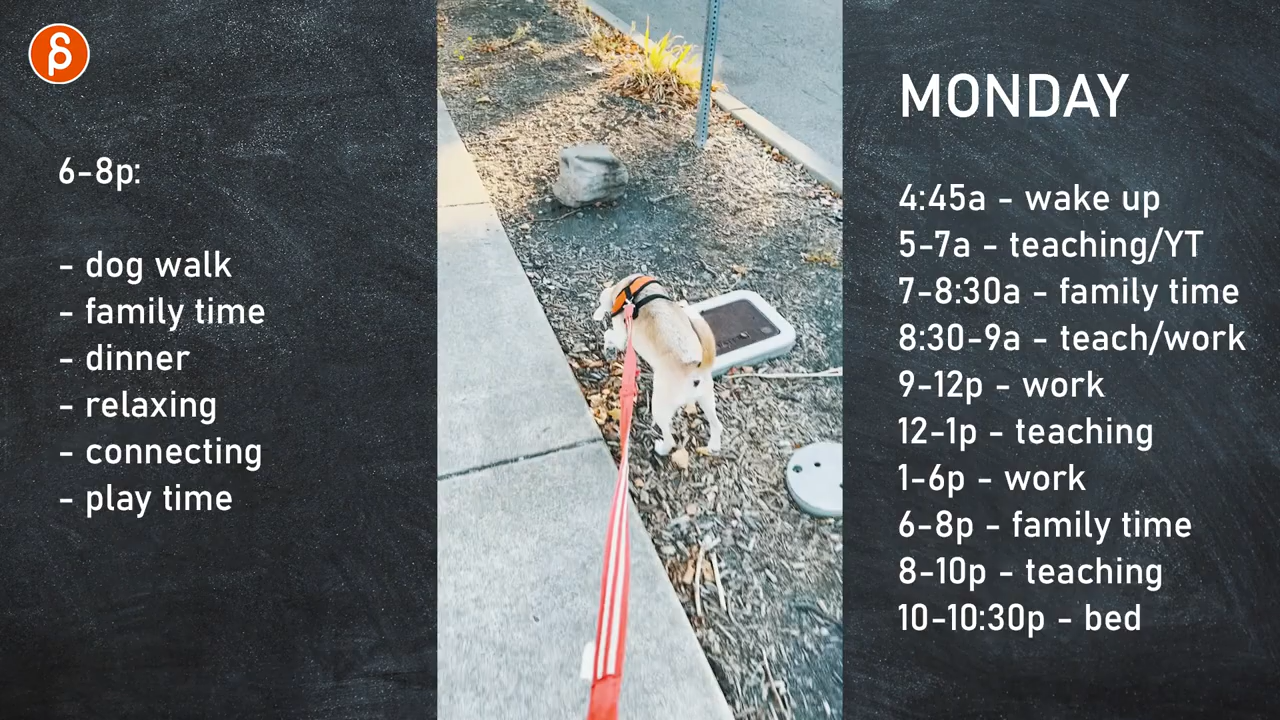 6-8p:
- dog walk
- family time
- dinner
- relaxing
- connecting
- play time
MONDAY
4:45a - wake up
5-7a - teaching/YT
7-8:30a - family time
8:30-9a - teach/work
9-12p - work
12-1p - teaching
1-6p - work
6-8p - family time
8-10p - teaching
10-10:30p - bed